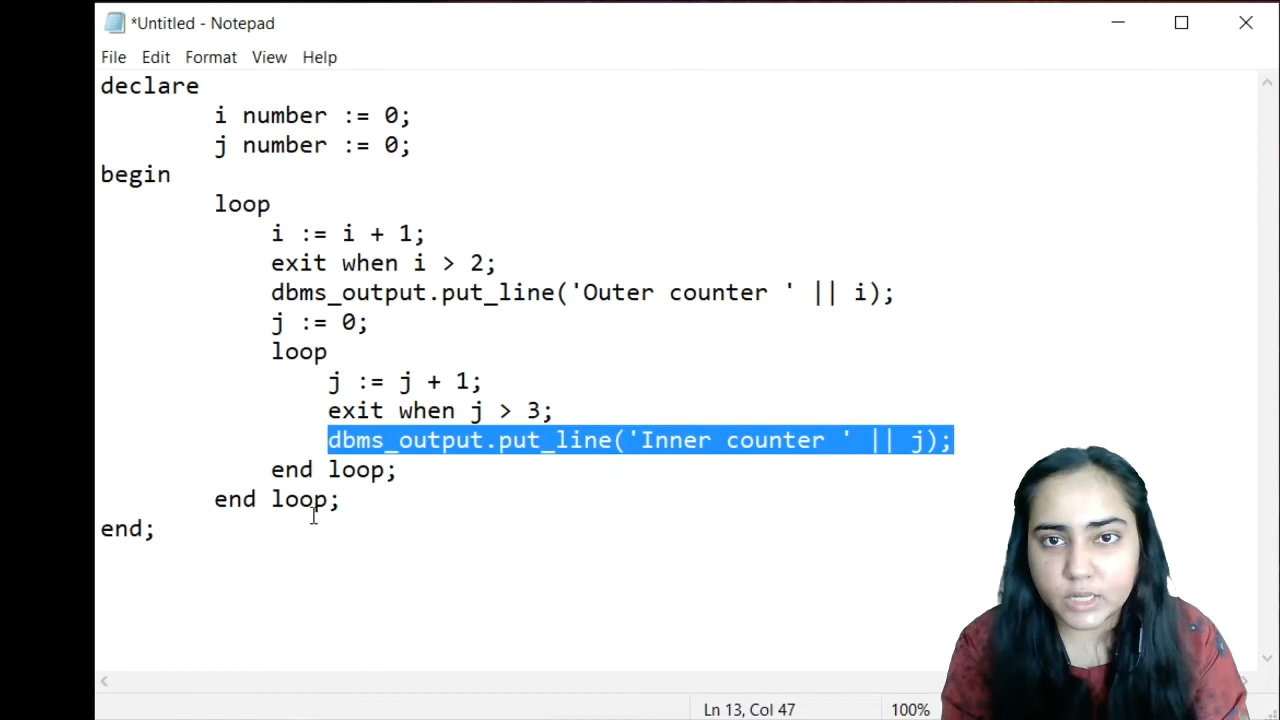 *Untitled - Notepad
File Edit Format View Help
declare
i number := 0;
j number := 0;
begin
loop
i := i + 1;
exit when i > 2;
dbms_output.put_line('Outer counter ' || i);
j := 0;
loop
j := j + 1;
exit when j > 3;
dbms_output.put_line('Inner counter ' || j);
end loop;
end loop;
end;
Ln 13, Col 47 100%